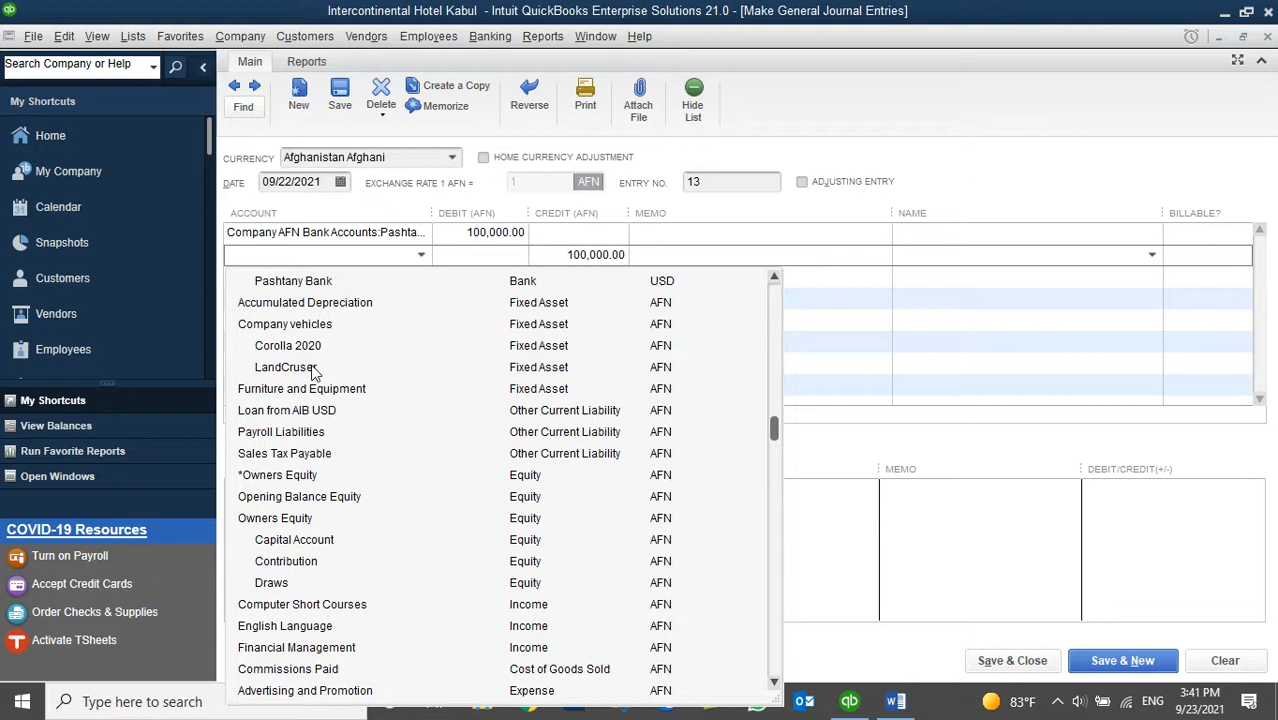 Intercontinental Hotel Kabul - Intuit QuickBooks Enterprise Solutions 21.0 - [Make General Journal Entries]
File Edit View Lists Favorites Company Customers Vendors Employees Banking Reports Window Help
Search Company or Help
My Shortcuts
Home
My Company
Calendar
Snapshots
Customers
Vendors
Employees
My Shortcuts
View Balances
Run Favorite Reports
Open Windows
COVID-19 Resources
Turn on Payroll
Accept Credit Cards
Order Checks & Supplies
Activate TSheets
Main Reports
Find
New
Save
Delete
Create a Copy
Memorize
Reverse
Print
Attach File
Hide List
CURRENCY Afghanistan Afghani HOME CURRENCY ADJUSTMENT
DATE 09/22/2021 EXCHANGE RATE 1 AFN = 1 AFN ENTRY NO. 13 ADJUSTING ENTRY
ACCOUNT DEBIT (AFN) CREDIT (AFN) MEMO NAME BILLABLE?
Company AFN Bank Accounts:Pashta... 100,000.00
100,000.00
Pashtany Bank Bank USD
Accumulated Depreciation Fixed Asset AFN
Company vehicles Fixed Asset AFN
Corolla 2020 Fixed Asset AFN
LandCruser Fixed Asset AFN
Furniture and Equipment Fixed Asset AFN
Loan from AIB USD Other Current Liability AFN
Payroll Liabilities Other Current Liability AFN
Sales Tax Payable Other Current Liability AFN
*Owners Equity Equity AFN
Opening Balance Equity Equity AFN
Owners Equity Equity AFN
Capital Account Equity AFN
Contribution Equity AFN
Draws Equity AFN
Computer Short Courses Income AFN
English Language Income AFN
Financial Management Income AFN
Commissions Paid Cost of Goods Sold AFN
Advertising and Promotion Expense AFN
MEMO DEBIT/CREDIT(+/-)
Save & Close Save & New Clear
Type here to search
83°F ENG 3:41 PM
9/23/2021